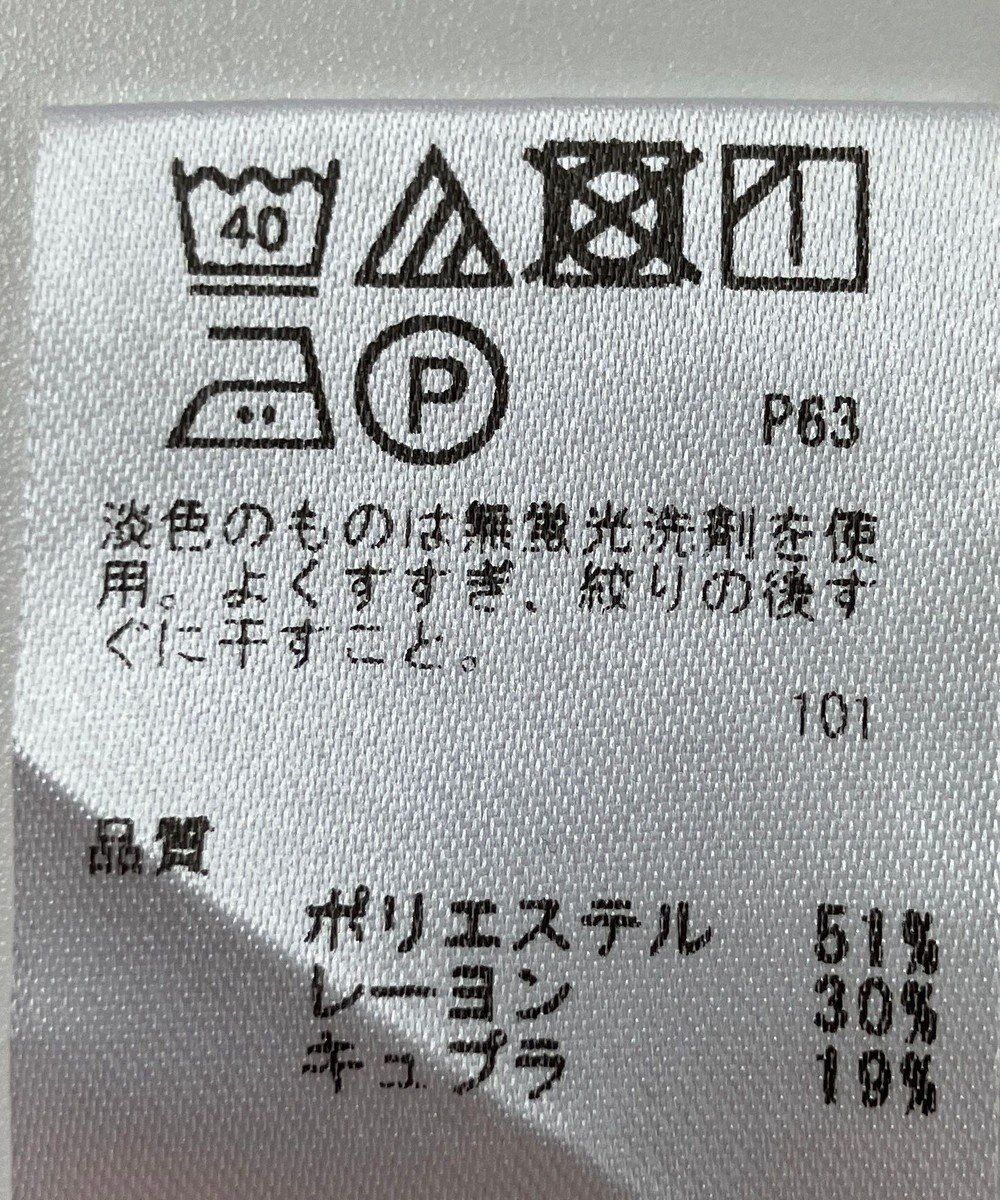 40
P
P63
淡色のものは無蛍光洗剤を使
用。よくすすぎ、絞りの後す
ぐに干すこと。
101
品質
ポリエステル 51%
レーヨン 30%
キュプラ 19%